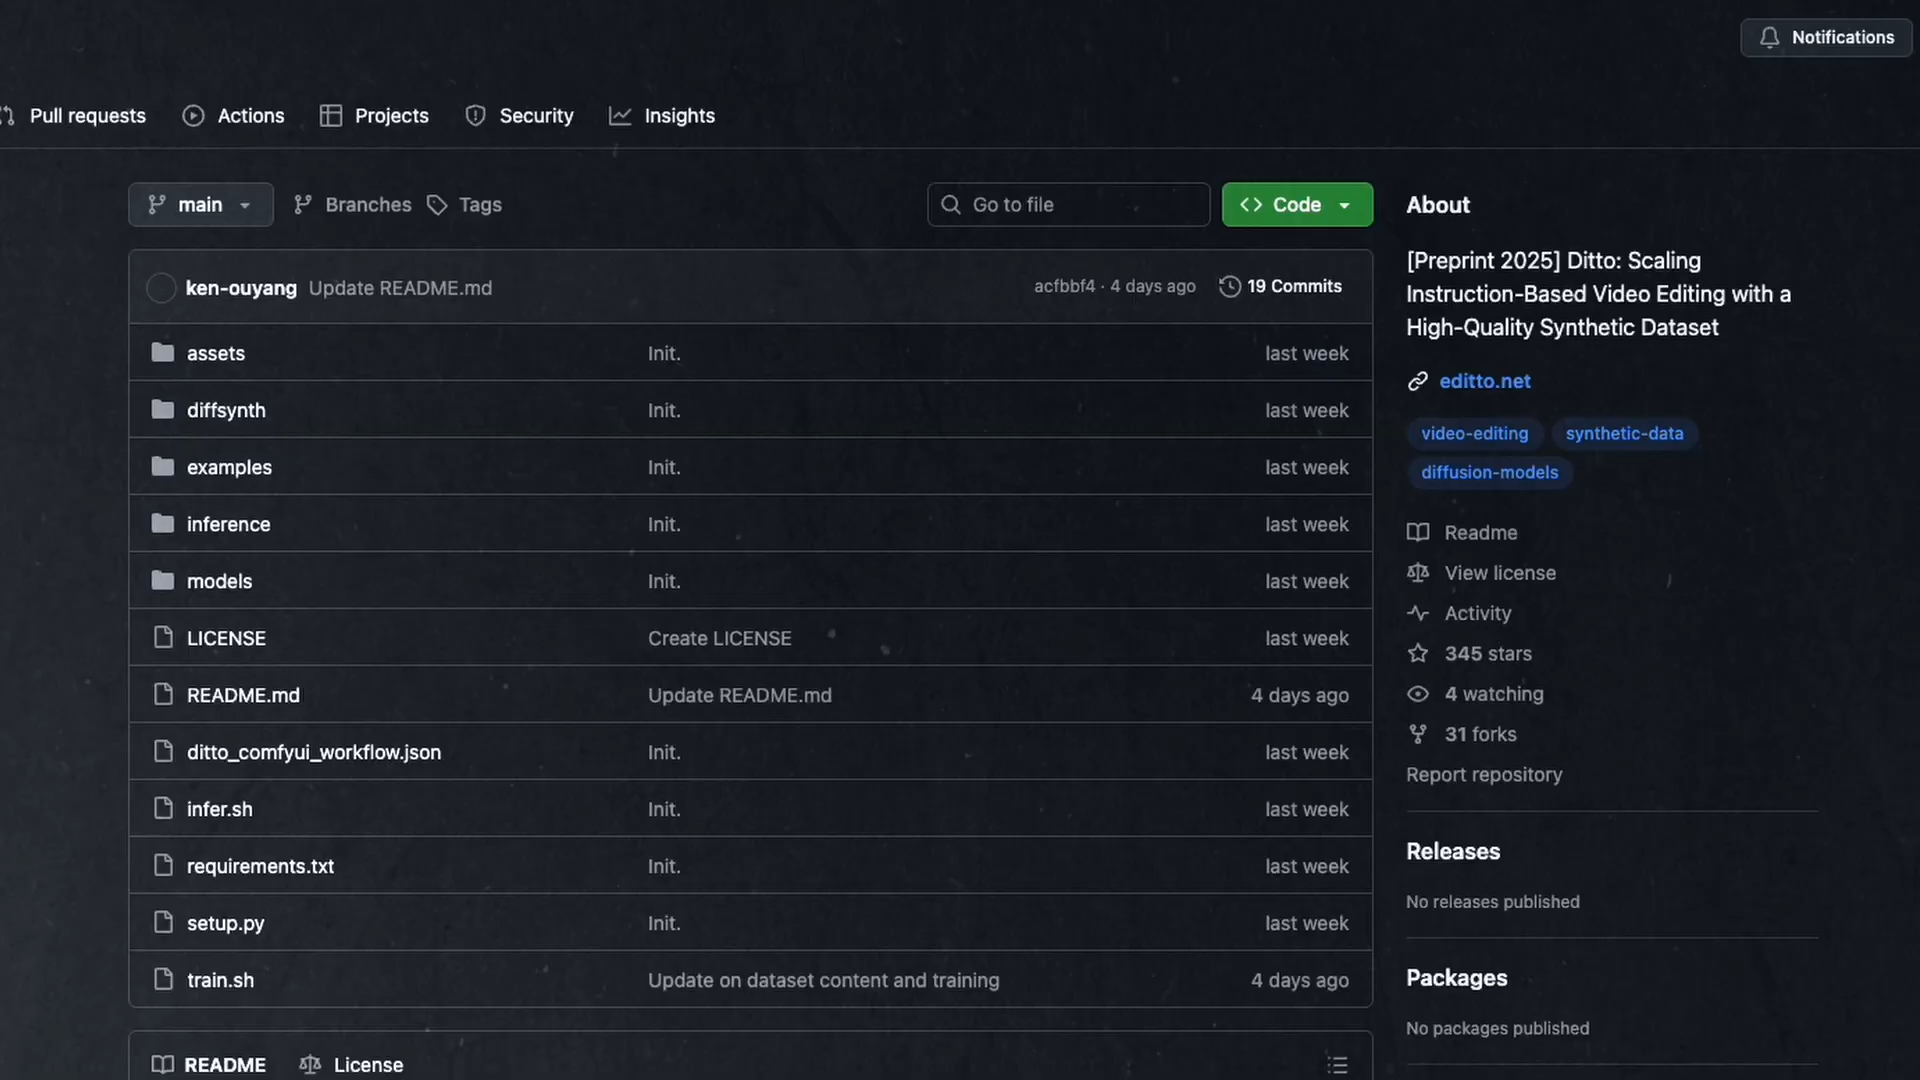 Notifications
Pull requests
Actions
Projects
Security
Insights
main
Branches
Tags
Go to file
Code
ken-ouyang Update README.md acfbbf4 · 4 days ago 19 Commits
assets Init. last week
diffsynth Init. last week
examples Init. last week
inference Init. last week
models Init. last week
LICENSE Create LICENSE last week
README.md Update README.md 4 days ago
ditto_comfyui_workflow.json Init. last week
infer.sh Init. last week
requirements.txt Init. last week
setup.py Init. last week
train.sh Update on dataset content and training 4 days ago
README
License
About
[Preprint 2025] Ditto: Scaling
Instruction-Based Video Editing with a
High-Quality Synthetic Dataset
editto.net
video-editing synthetic-data
diffusion-models
Readme
View license
Activity
345 stars
4 watching
31 forks
Report repository
Releases
No releases published
Packages
No packages published